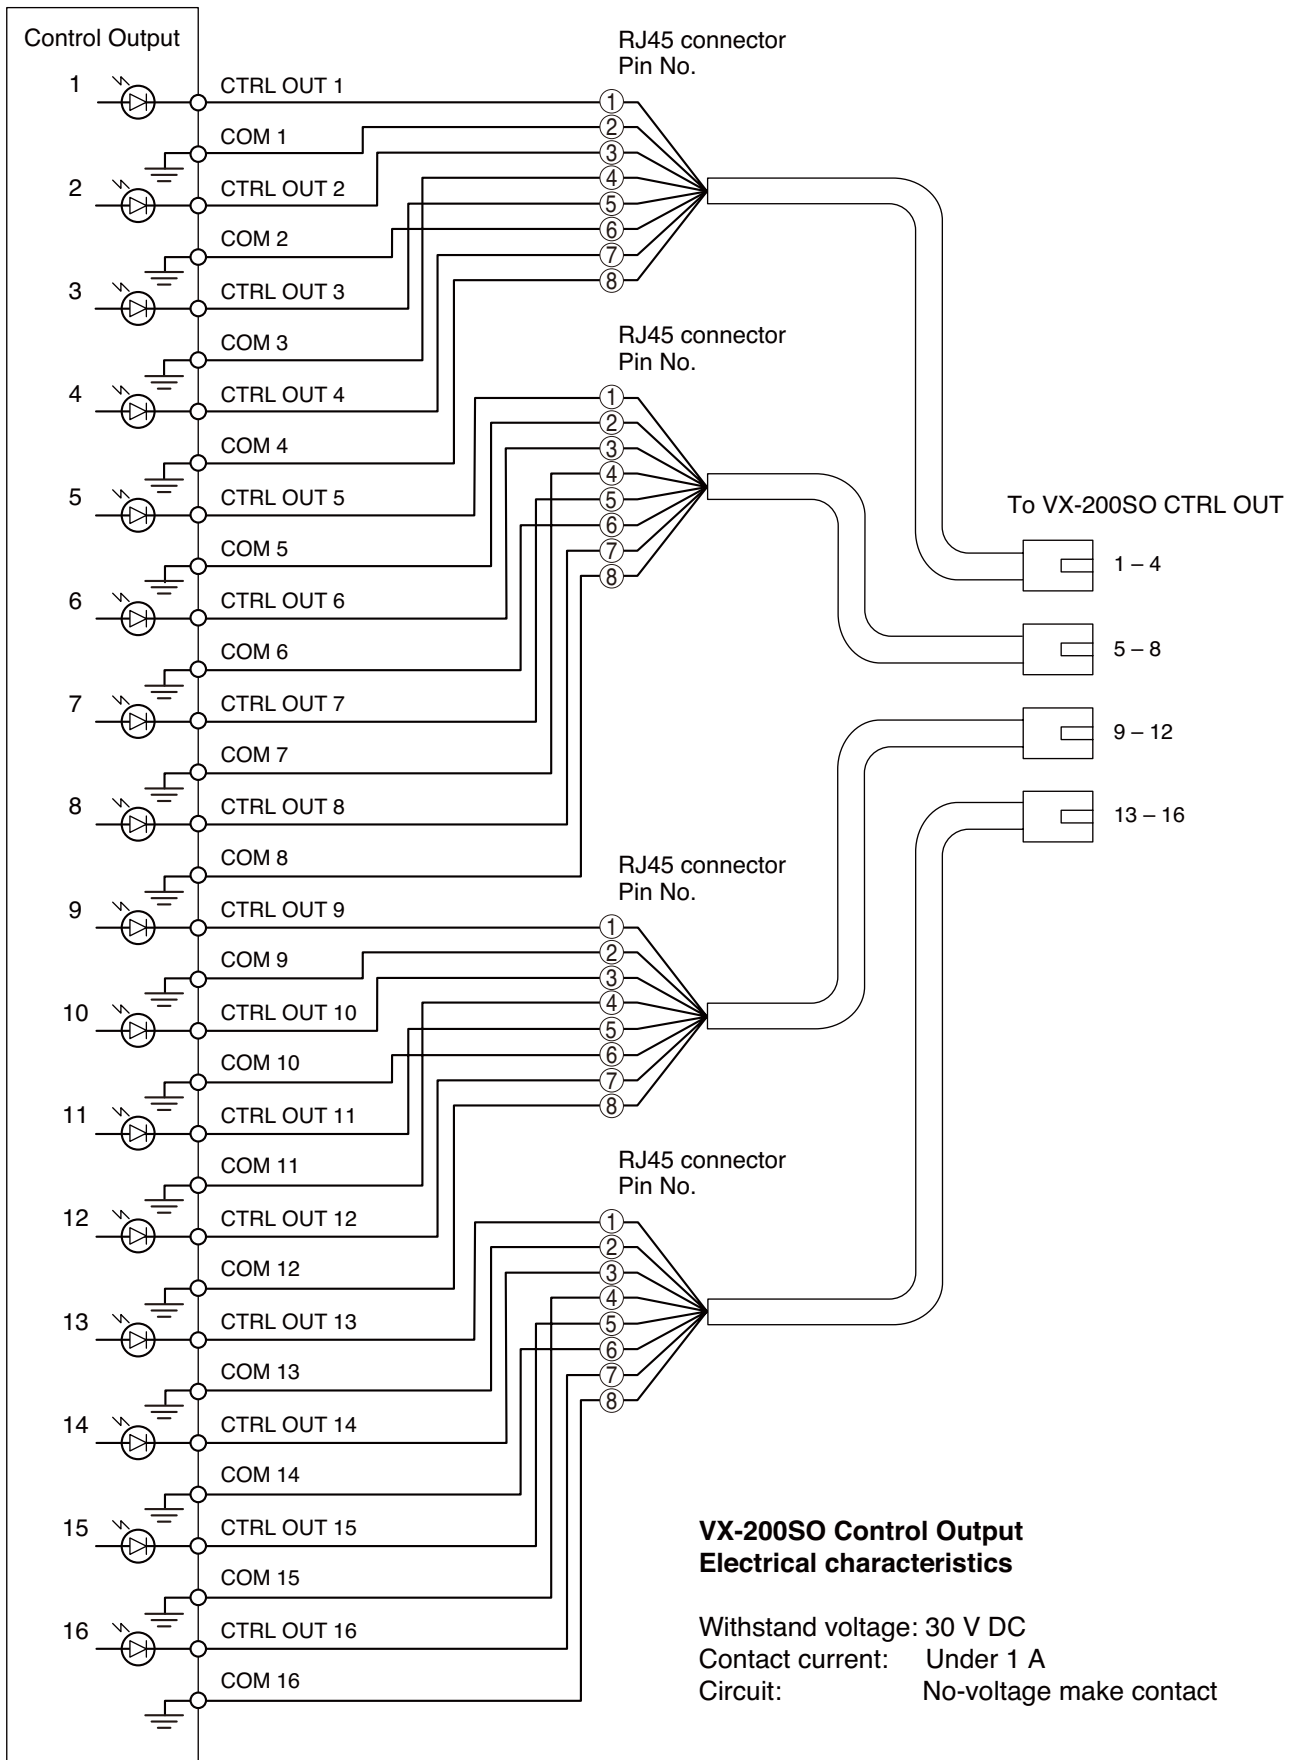 Control Output
RJ45 connector
Pin No.
1
CTRL OUT 1
COM 1
2
CTRL OUT 2
COM 2
3
CTRL OUT 3
COM 3
4
CTRL OUT 4
COM 4
1
2
3
4
5
6
7
8
RJ45 connector
Pin No.
5
CTRL OUT 5
COM 5
6
CTRL OUT 6
COM 6
7
CTRL OUT 7
COM 7
8
CTRL OUT 8
COM 8
1
2
3
4
5
6
7
8
To VX-200SO CTRL OUT
1 – 4
5 – 8
9 – 12
13 – 16
RJ45 connector
Pin No.
9
CTRL OUT 9
COM 9
10
CTRL OUT 10
COM 10
11
CTRL OUT 11
COM 11
12
CTRL OUT 12
COM 12
1
2
3
4
5
6
7
8
RJ45 connector
Pin No.
13
CTRL OUT 13
COM 13
14
CTRL OUT 14
COM 14
15
CTRL OUT 15
COM 15
16
CTRL OUT 16
COM 16
1
2
3
4
5
6
7
8
VX-200SO Control Output
Electrical characteristics
Withstand voltage: 30 V DC
Contact current: Under 1 A
Circuit: No-voltage make contact